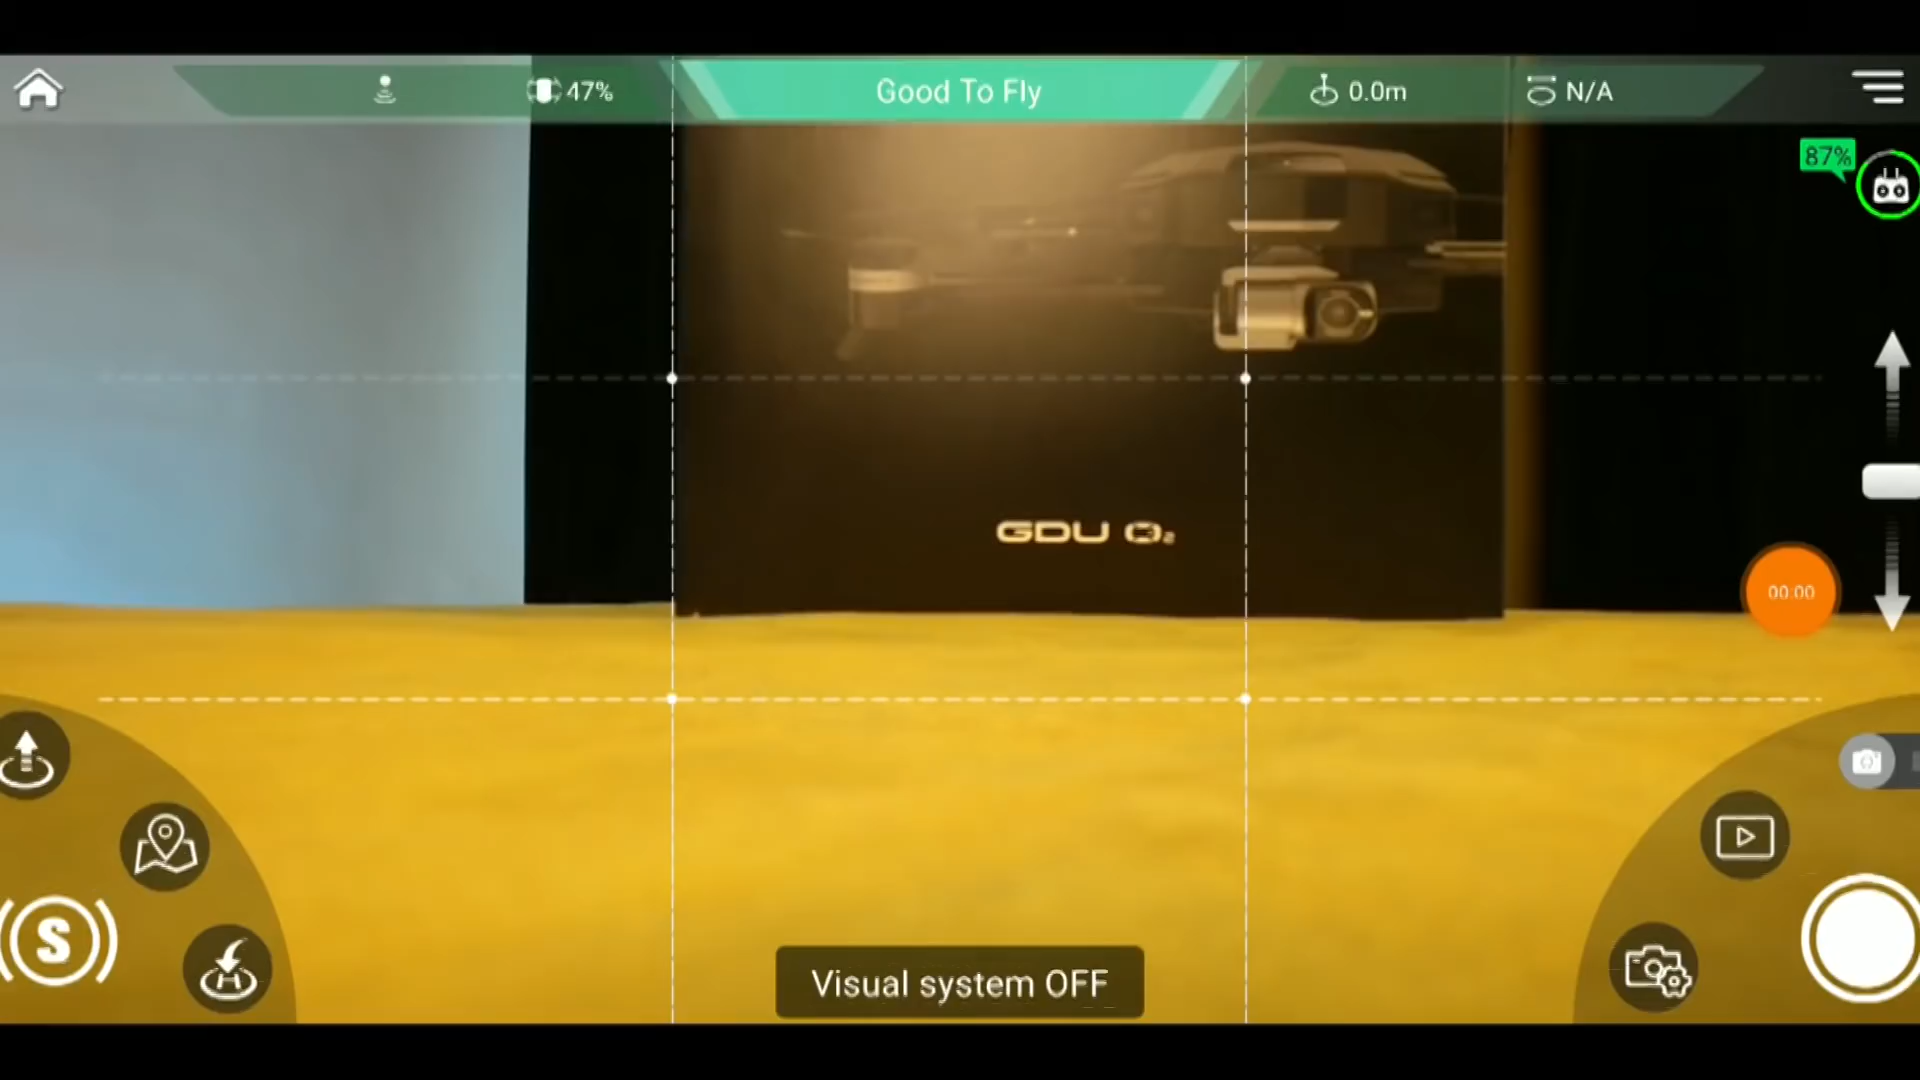 47%
Good To Fly
0.0m
N/A
87%
GDU O₂
00:00
S
H
Visual system OFF